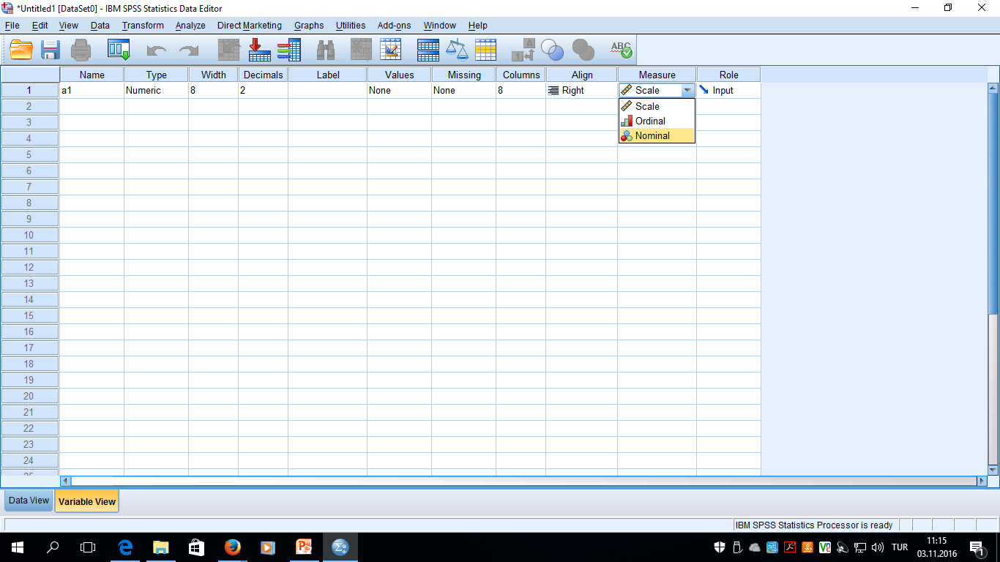 *Untitled1 [DataSet0] - IBM SPSS Statistics Data Editor
File Edit View Data Transform Analyze Direct Marketing Graphs Utilities Add-ons Window Help
A
1 4
ABC
Name Type Width Decimals Label Values Missing Columns Align Measure Role
1 a1 Numeric 8 2 None None 8 Right Scale Input
2 Scale
3 Ordinal
4 Nominal
5
6
7
8
9
10
11
12
13
14
15
16
17
18
19
20
21
22
23
24
Data View Variable View
IBM SPSS Statistics Processor is ready
TUR
11:15
03.11.2016
1